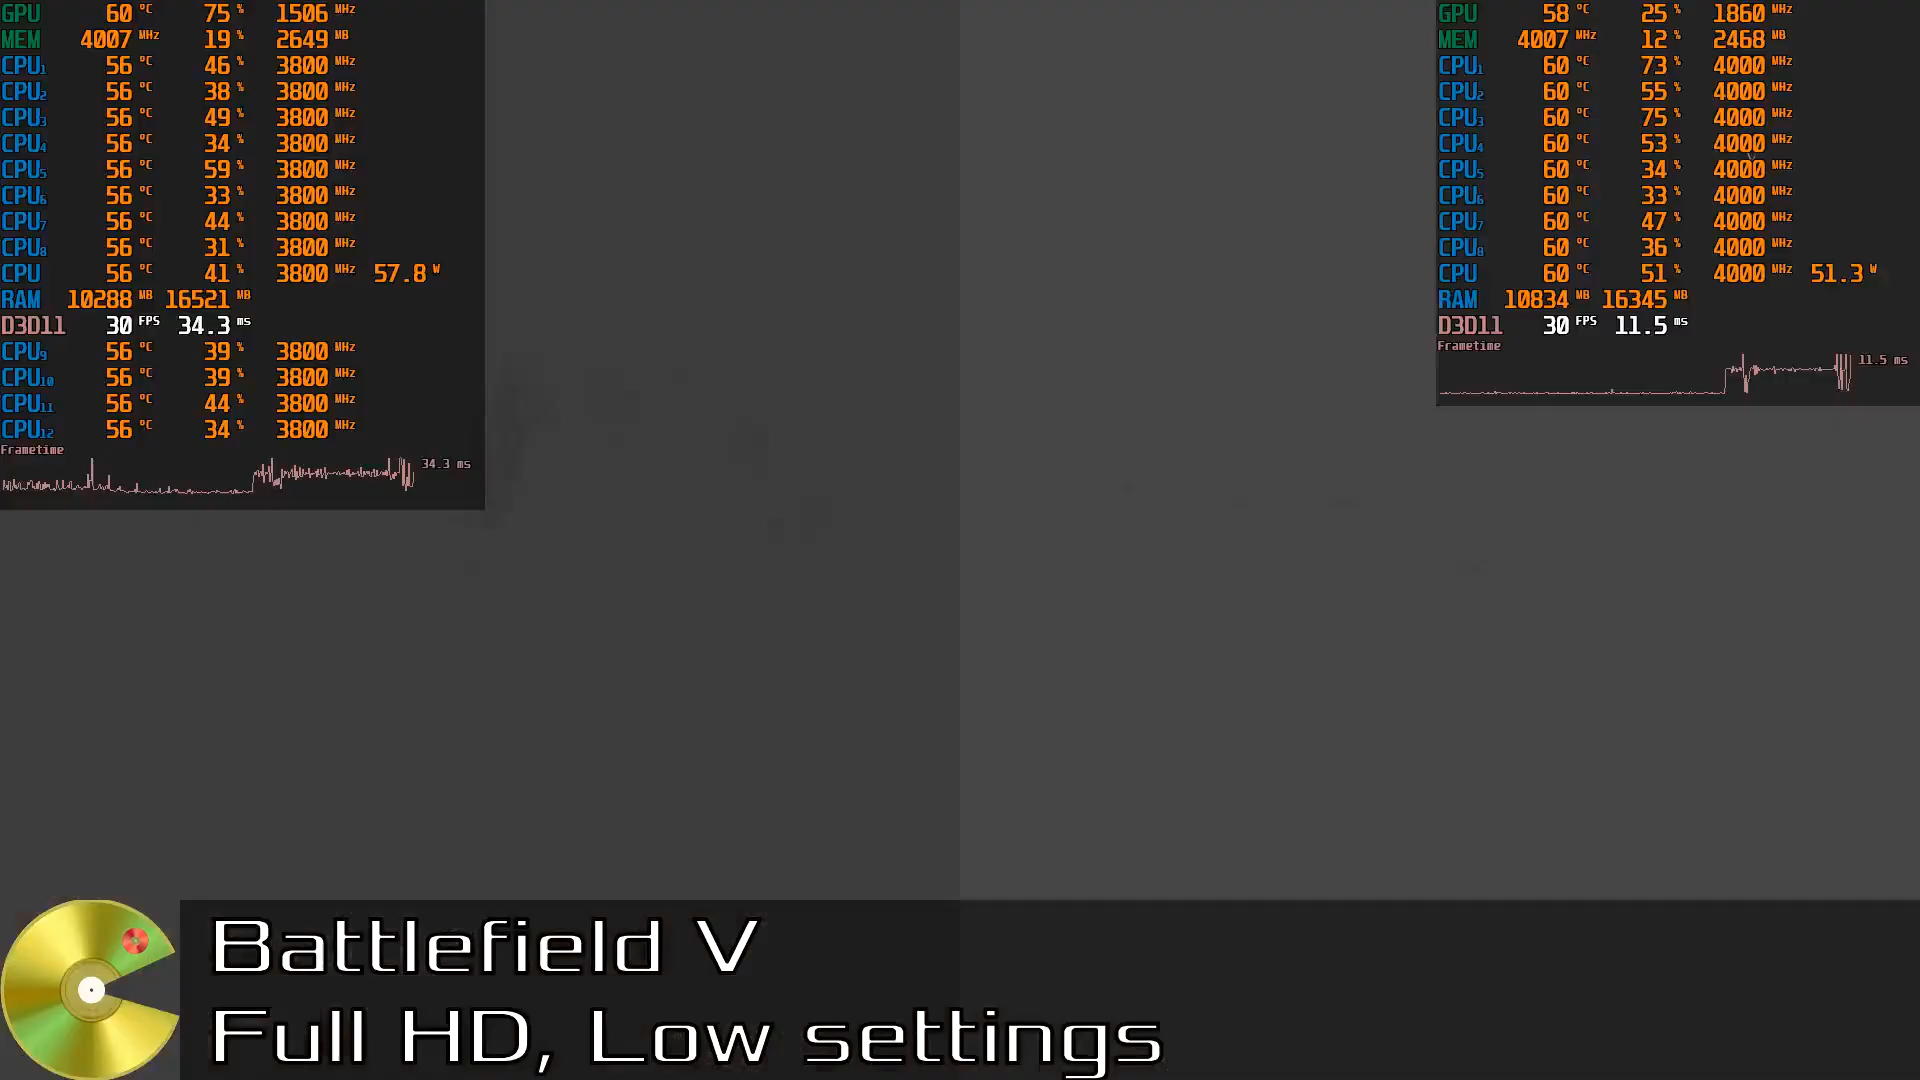 GPU 60 °C 75 % 1506 MHz
MEM 4007 MHz 19 % 2649 MB
CPU1 56 °C 46 % 3800 MHz
CPU2 56 °C 38 % 3800 MHz
CPU3 56 °C 49 % 3800 MHz
CPU4 56 °C 34 % 3800 MHz
CPU5 56 °C 59 % 3800 MHz
CPU6 56 °C 33 % 3800 MHz
CPU7 56 °C 44 % 3800 MHz
CPU8 56 °C 31 % 3800 MHz
CPU 56 °C 41 % 3800 MHz 57.8 W
RAM 10288 MB 16521 MB
D3D11 30 FPS 34.3 ms
CPU9 56 °C 39 % 3800 MHz
CPU10 56 °C 39 % 3800 MHz
CPU11 56 °C 44 % 3800 MHz
CPU12 56 °C 34 % 3800 MHz
Frametime
34.3 ms
GPU 58 °C 25 % 1860 MHz
MEM 4007 MHz 12 % 2468 MB
CPU1 60 °C 73 % 4000 MHz
CPU2 60 °C 55 % 4000 MHz
CPU3 60 °C 75 % 4000 MHz
CPU4 60 °C 53 % 4000 MHz
CPU5 60 °C 34 % 4000 MHz
CPU6 60 °C 33 % 4000 MHz
CPU7 60 °C 47 % 4000 MHz
CPU8 60 °C 36 % 4000 MHz
CPU 60 °C 51 % 4000 MHz 51.3 W
RAM 10834 MB 16345 MB
D3D11 30 FPS 11.5 ms
Frametime
11.5 ms
Battlefield V
Full HD, Low settings